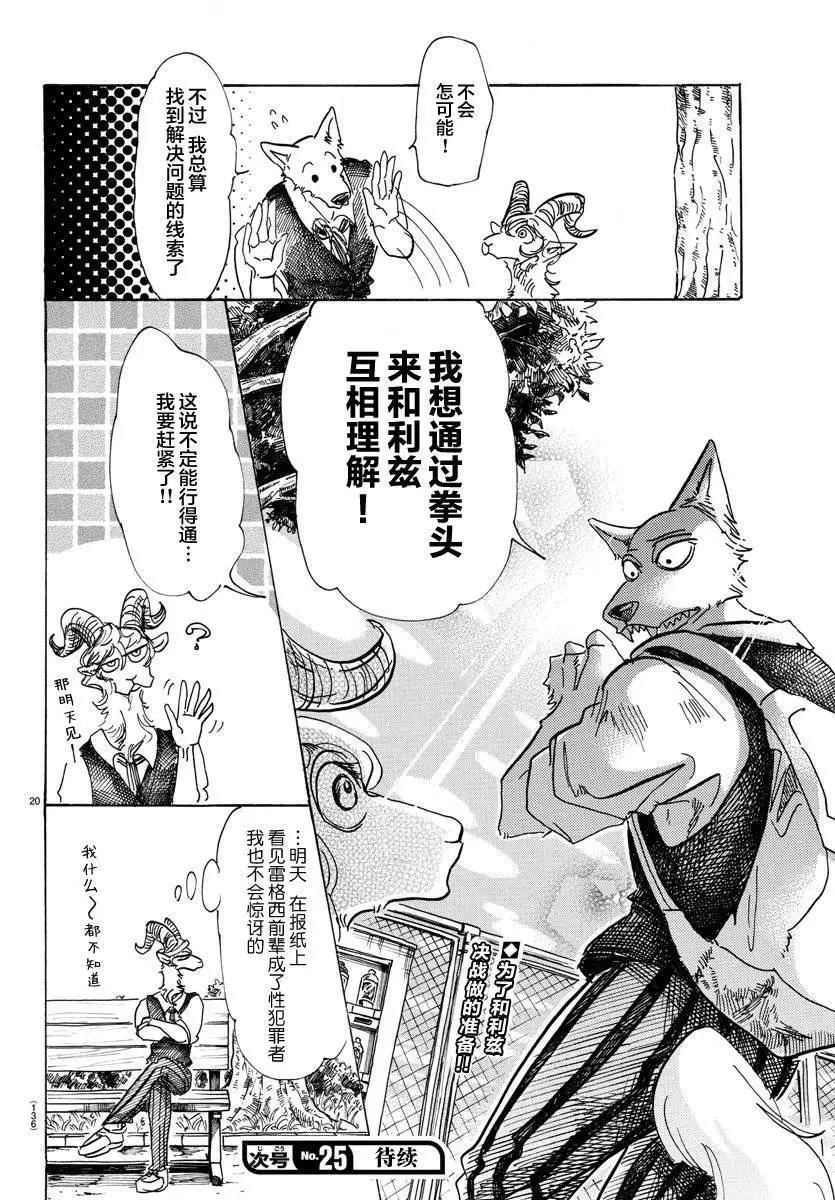 不会
怎可能！
不过 我总算
找到解决问题的线索了
我想通过拳头
来和利兹
互相理解！
这说不定能行得通…
我要赶紧了!!
？
那明天见—
◆为了和利兹
决战做的准备!!
…明天 在报纸上
看见雷格西前辈成了性犯罪者
我也不会惊讶的
我什么～都不知道
20
(136)
じごう
次号 No.25 待续